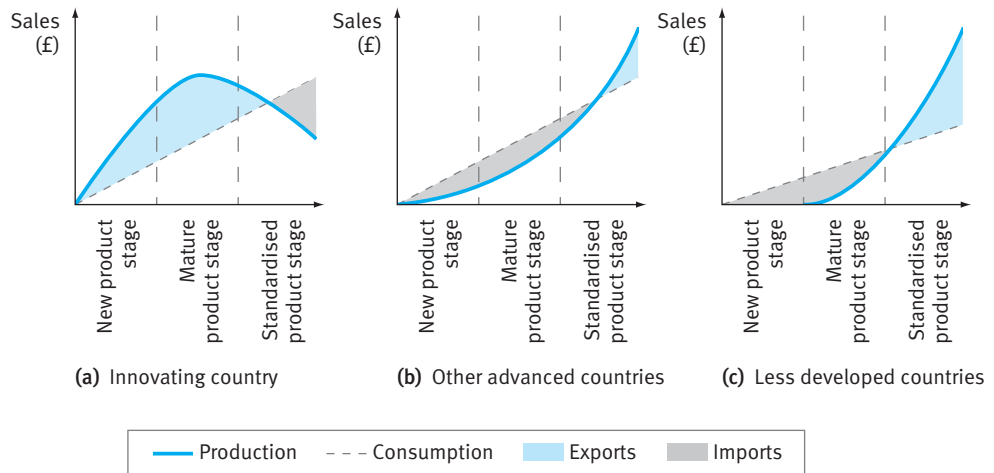 Sales
(£)
New product
stage
Mature
product stage
Standardised
product stage
(a) Innovating country
Sales
(£)
New product
stage
Mature
product stage
Standardised
product stage
(b) Other advanced countries
Sales
(£)
New product
stage
Mature
product stage
Standardised
product stage
(c) Less developed countries
Production
Consumption
Exports
Imports